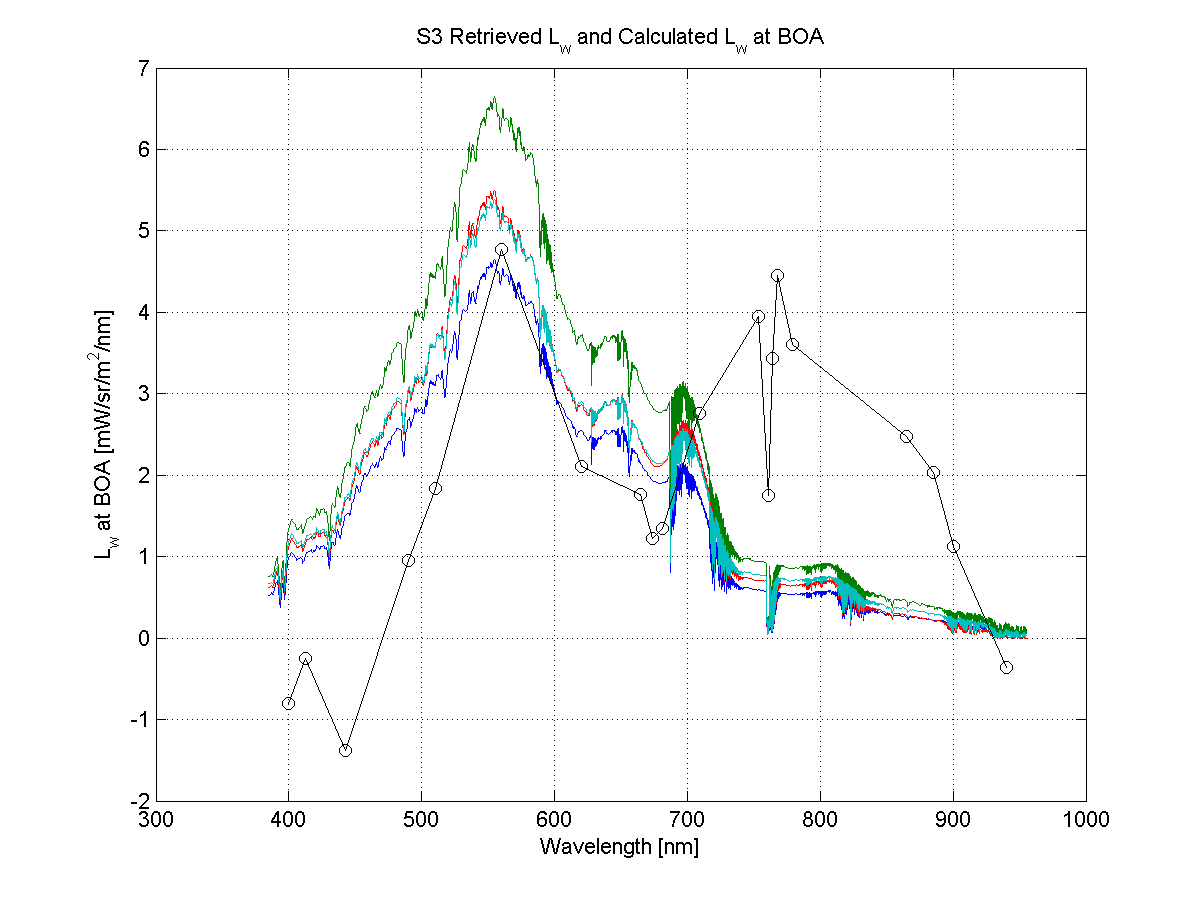 S3 Retrieved L_w and Calculated L_w at BOA
7
6
5
4
3
2
1
0
-1
-2
L_w at BOA [mW/sr/m^2/nm]
300 400 500 600 700 800 900 1000
Wavelength [nm]